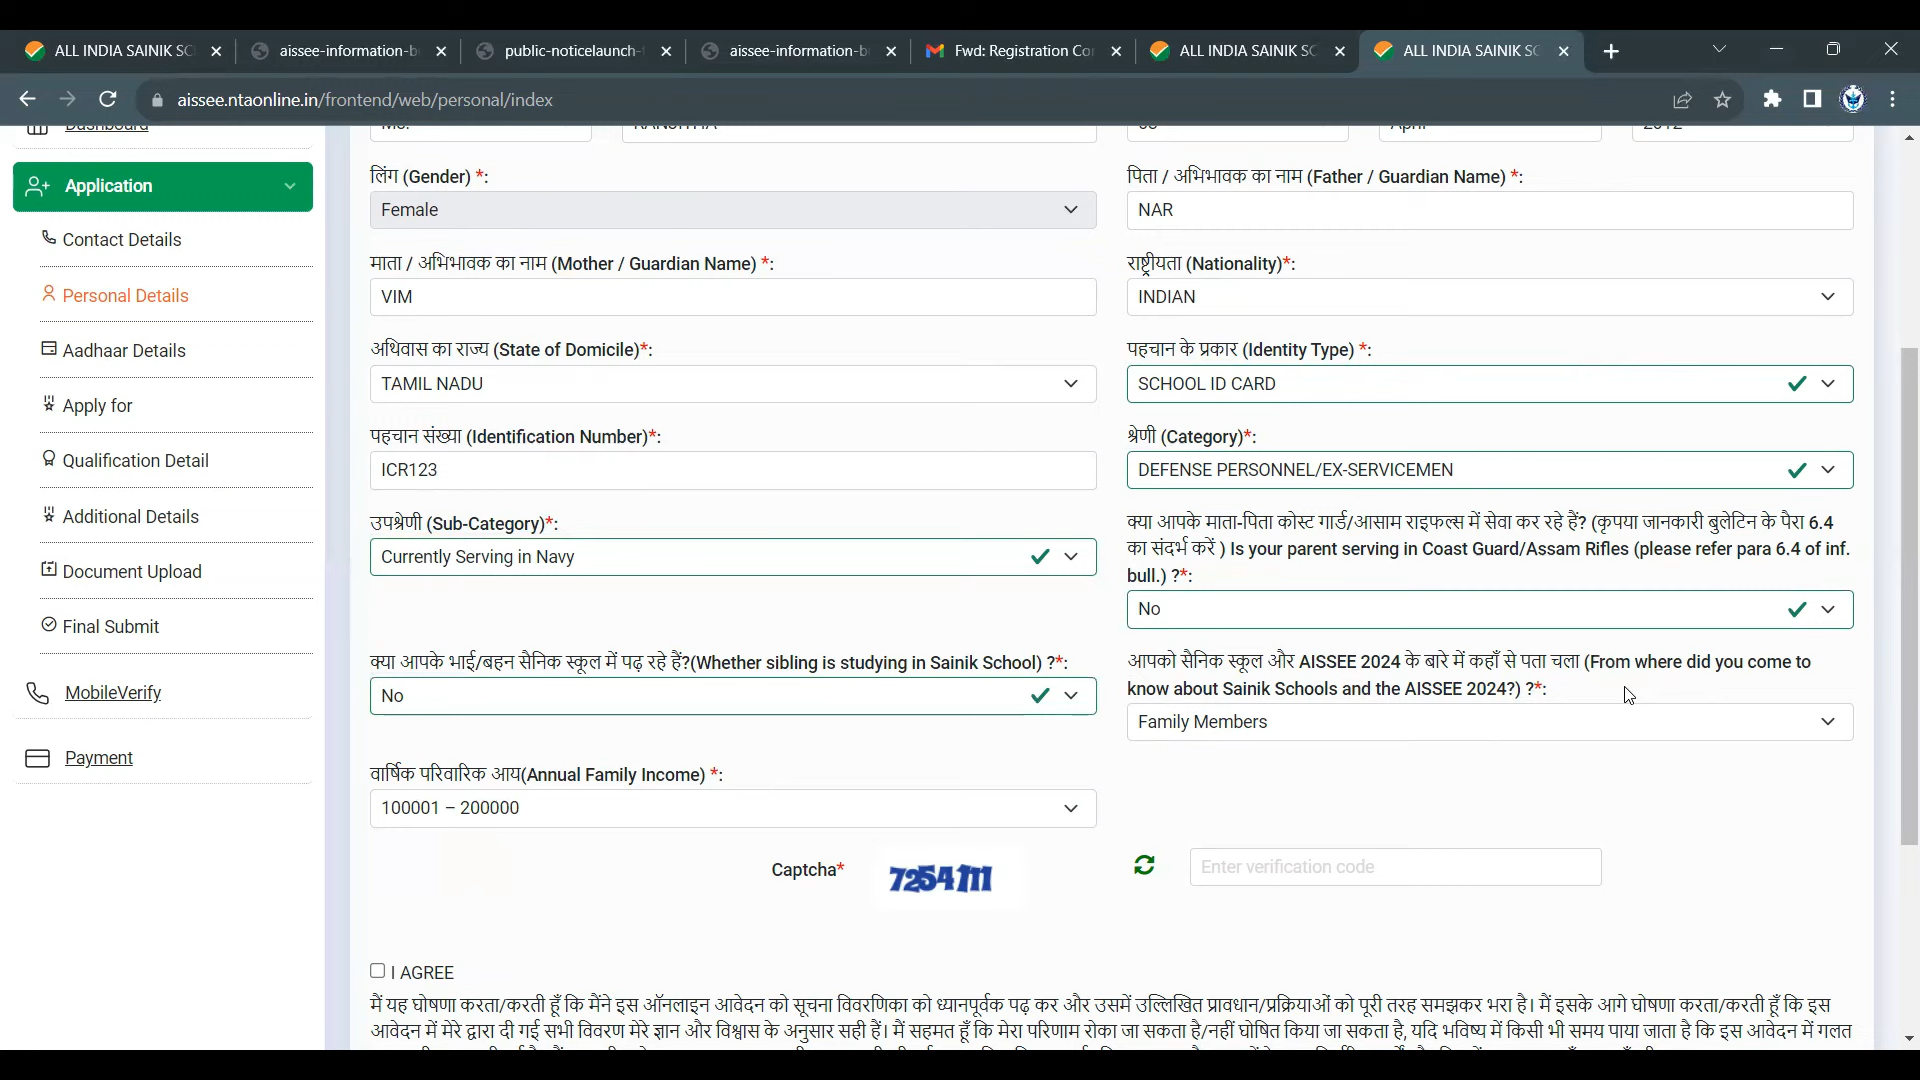 ALL INDIA SAINIK SC
aissee-information-b
public-noticelaunch-
aissee-information-b
Fwd: Registration Co
ALL INDIA SAINIK SC
ALL INDIA SAINIK SC
aissee.ntaonline.in/frontend/web/personal/index
Dashboard
April
2012
Application
Contact Details
Personal Details
Aadhaar Details
Apply for
Qualification Detail
Additional Details
Document Upload
Final Submit
MobileVerify
Payment
लिंग (Gender) *:
Female
पिता / अभिभावक का नाम (Father / Guardian Name) *:
NAR
माता / अभिभावक का नाम (Mother / Guardian Name) *:
VIM
राष्ट्रीयता (Nationality)*:
INDIAN
अधिवास का राज्य (State of Domicile)*:
TAMIL NADU
पहचान के प्रकार (Identity Type) *:
SCHOOL ID CARD
पहचान संख्या (Identification Number)*:
ICR123
श्रेणी (Category)*:
DEFENSE PERSONNEL/EX-SERVICEMEN
उपश्रेणी (Sub-Category)*:
Currently Serving in Navy
क्या आपके माता-पिता कोस्ट गार्ड/आसाम राइफल्स में सेवा कर रहे हैं? (कृपया जानकारी बुलेटिन के पैरा 6.4
का संदर्भ करें ) Is your parent serving in Coast Guard/Assam Rifles (please refer para 6.4 of inf.
bull.) ?*:
No
क्या आपके भाई/बहन सैनिक स्कूल में पढ़ रहे हैं?(Whether sibling is studying in Sainik School) ?*:
No
आपको सैनिक स्कूल और AISSEE 2024 के बारे में कहाँ से पता चला (From where did you come to
know about Sainik Schools and the AISSEE 2024?) ?*:
Family Members
वार्षिक परिवारिक आय(Annual Family Income) *:
100001 – 200000
Captcha*
Enter verification code
I AGREE
मैं यह घोषणा करता/करती हूँ कि मैंने इस ऑनलाइन आवेदन को सूचना विवरणिका को ध्यानपूर्वक पढ़ कर और उसमें उल्लिखित प्रावधान/प्रक्रियाओं को पूरी तरह समझकर भरा है। मैं इसके आगे घोषणा करता/करती हूँ कि इस
आवेदन में मेरे द्वारा दी गई सभी विवरण मेरे ज्ञान और विश्वास के अनुसार सही हैं। मैं सहमत हूँ कि मेरा परिणाम रोका जा सकता है/नहीं घोषित किया जा सकता है, यदि भविष्य में किसी भी समय पाया जाता है कि इस आवेदन में गलत